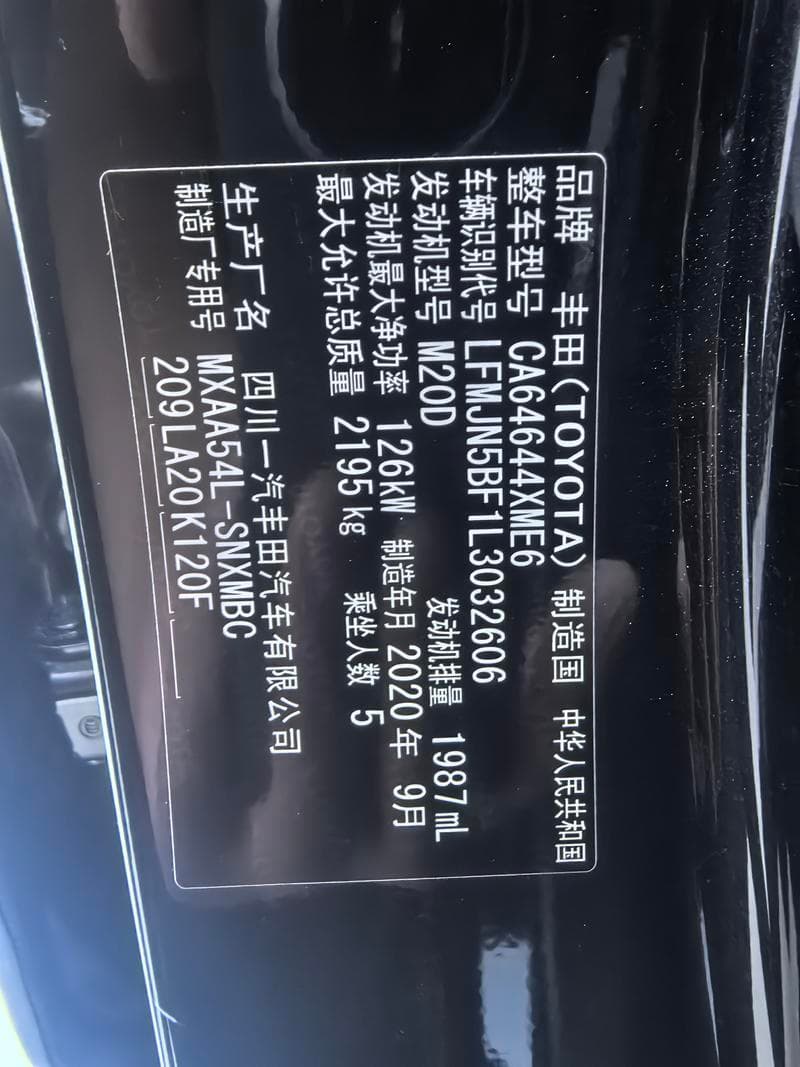 品牌 丰田(TOYOTA) 制造国 中华人民共和国
整车型号 CA64644XME6
车辆识别代号 LFMJN5BF1L3032606
发动机型号 M20D 发动机排量 1987mL
发动机最大净功率 126kW 制造年月 2020年 9月
最大允许总质量 2195kg 乘坐人数 5
生产厂名 四川一汽丰田汽车有限公司
制造厂专用号 MXAA54L-SNXMBC
209LA20K120F